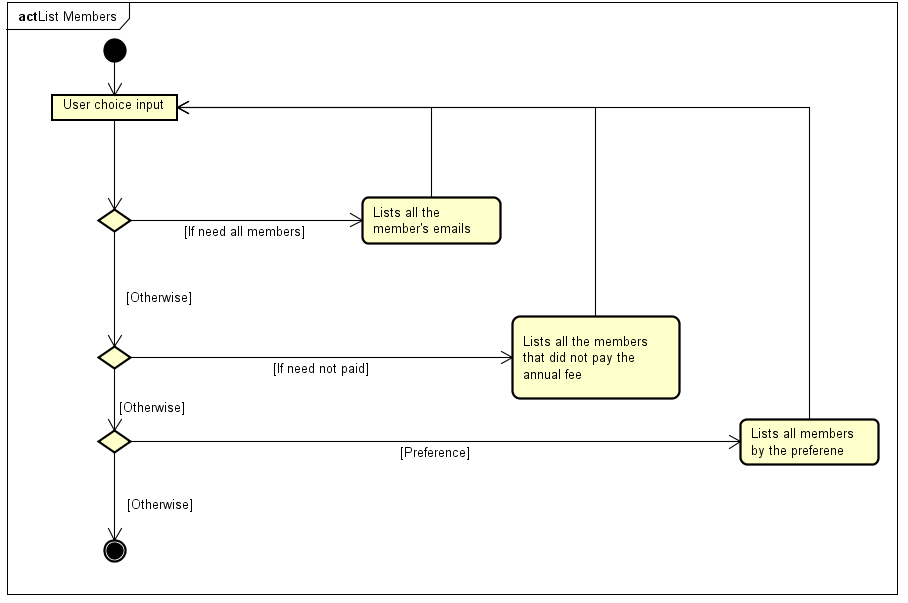 actList Members
User choice input
Lists all the
member's emails
[If need all members]
[Otherwise]
Lists all the members
that did not pay the
annual fee
[If need not paid]
[Otherwise]
Lists all members
by the preferene
[Preference]
[Otherwise]